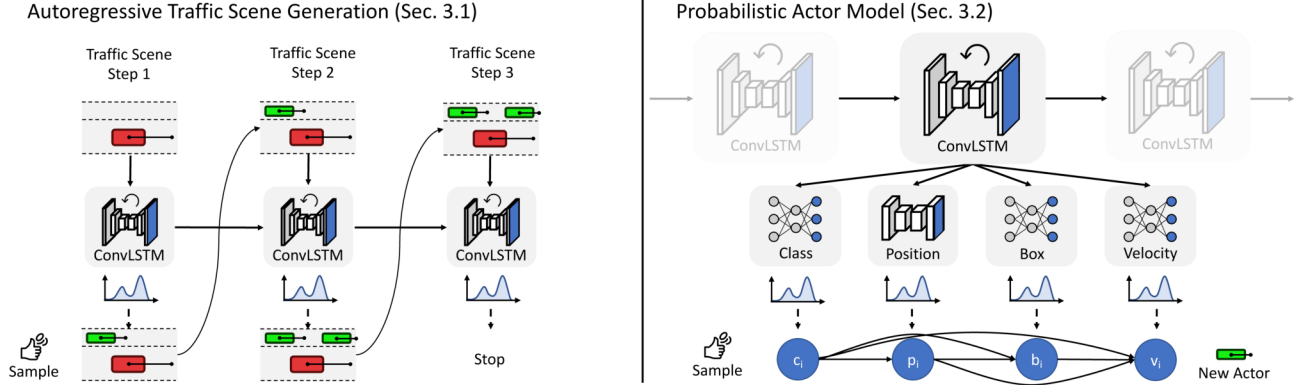 Autoregressive Traffic Scene Generation (Sec. 3.1)
Traffic Scene
Step 1
Traffic Scene
Step 2
Traffic Scene
Step 3
ConvLSTM
ConvLSTM
ConvLSTM
Sample
Stop
Probabilistic Actor Model (Sec. 3.2)
ConvLSTM
ConvLSTM
ConvLSTM
Class
Position
Box
Velocity
Sample
cᵢ
pᵢ
bᵢ
vᵢ
New Actor